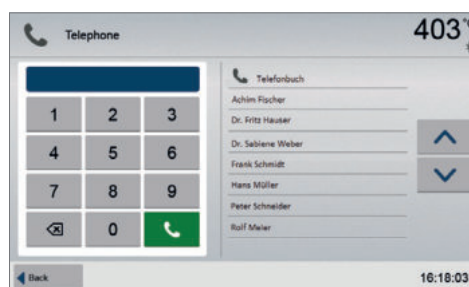 Telephone
403
1 2 3
4 5 6
7 8 9
0
Telefonbuch
Achim Fischer
Dr. Fritz Hauser
Dr. Sabiene Weber
Frank Schmidt
Hans Müller
Peter Schneider
Rolf Meier
Back
16:18:03